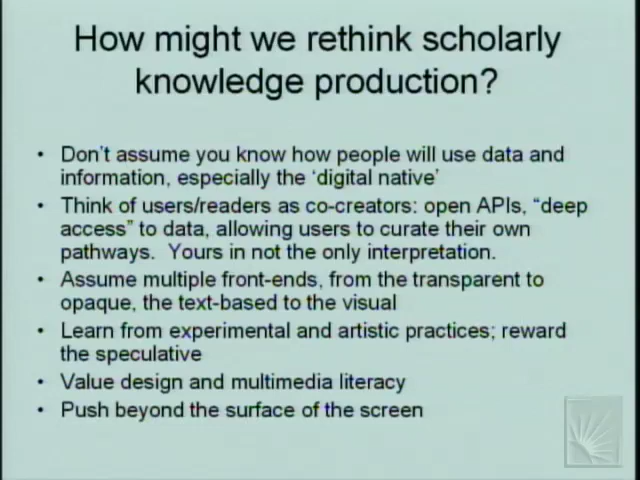 How might we rethink scholarly
knowledge production?
• Don't assume you know how people will use data and
information, especially the 'digital native'
• Think of users/readers as co-creators: open APIs, "deep
access" to data, allowing users to curate their own
pathways. Yours in not the only interpretation.
• Assume multiple front-ends, from the transparent to
opaque, the text-based to the visual
• Learn from experimental and artistic practices; reward
the speculative
• Value design and multimedia literacy
• Push beyond the surface of the screen